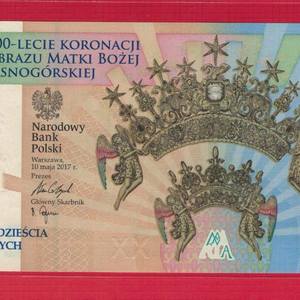 00-LECIE KORONACJI
BRAZU MATKI BOŻEJ
SNOGÓRSKIEJ
Narodowy
Bank
Polski
Warszawa,
10 maja 2017 r.
Prezes
Główny Skarbnik
DZIEŚCIA
YCH